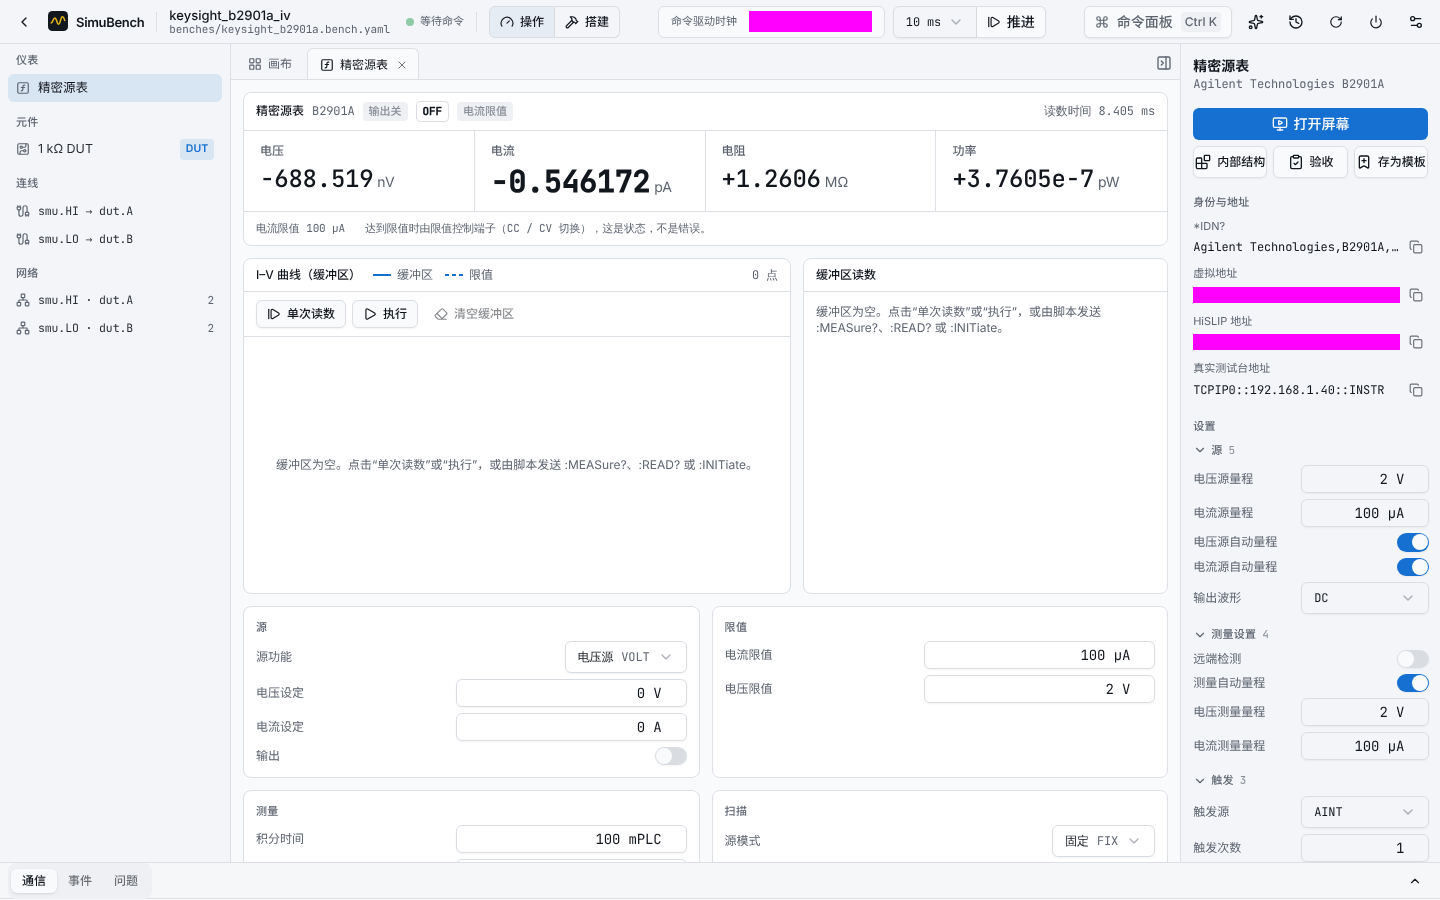 SimuBench
keysight_b2901a_iv
benches/keysight_b2901a.bench.yaml
等待命令
操作
搭建
命令驱动时钟
10 ms
推进
命令面板 Ctrl K
仪表
精密源表
元件
1 kΩ DUT
DUT
连线
smu.HI → dut.A
smu.LO → dut.B
网络
smu.HI · dut.A 2
smu.LO · dut.B 2
画布
精密源表
精密源表 B2901A 输出关 OFF 电流限值
读数时间 8.405 ms
电压
-688.519 nV
电流
-0.546172 pA
电阻
+1.2606 MΩ
功率
+3.7605e-7 pW
电流限值 100 µA 达到限值时由限值控制端子（CC / CV 切换），这是状态，不是错误。
I-V 曲线（缓冲区） 缓冲区 限值 0 点
单次读数
执行
清空缓冲区
缓冲区为空。点击“单次读数”或“执行”，或由脚本发送 :MEASure?、:READ? 或 :INITiate。
缓冲区读数
缓冲区为空。点击“单次读数”或“执行”，或由脚本发送
:MEASure?、:READ? 或 :INITiate。
源
源功能 电压源 VOLT
电压设定 0 V
电流设定 0 A
输出
限值
电流限值 100 µA
电压限值 2 V
测量
积分时间 100 mPLC
扫描
源模式 固定 FIX
精密源表
Agilent Technologies B2901A
打开屏幕
内部结构
验收
存为模板
身份与地址
*IDN?
Agilent Technologies,B2901A,…
虚拟地址
HiSLIP 地址
真实测试台地址
TCPIP0::192.168.1.40::INSTR
设置
源 5
电压源量程 2 V
电流源量程 100 µA
电压源自动量程
电流源自动量程
输出波形 DC
测量设置 4
远端检测
测量自动量程
电压测量量程 2 V
电流测量量程 100 µA
触发 3
触发源 AINT
触发次数 1
通信
事件
问题